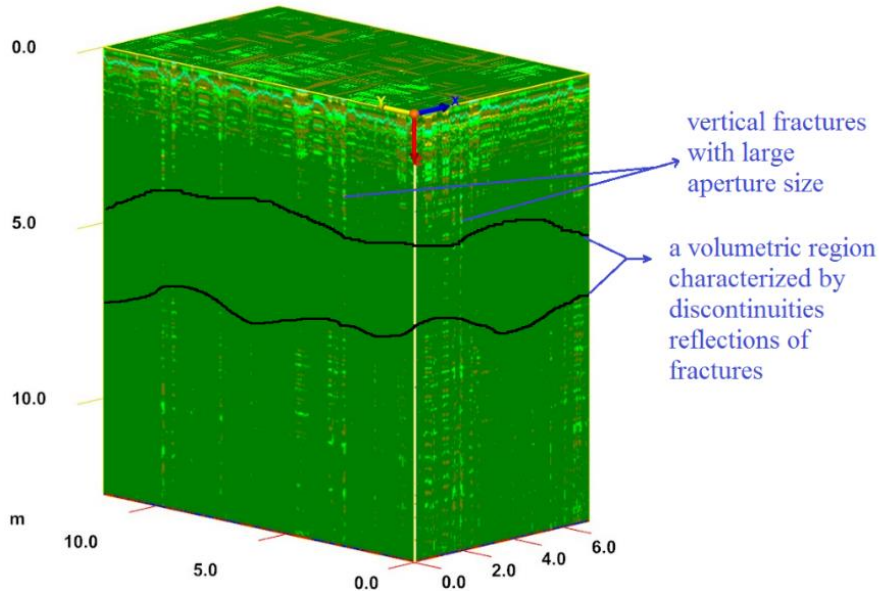 0.0
5.0
10.0
m
10.0
5.0
0.0
0.0
2.0
4.0
6.0
Y
X
vertical fractures
with large
aperture size
a volumetric region
characterized by
discontinuities
reflections of
fractures